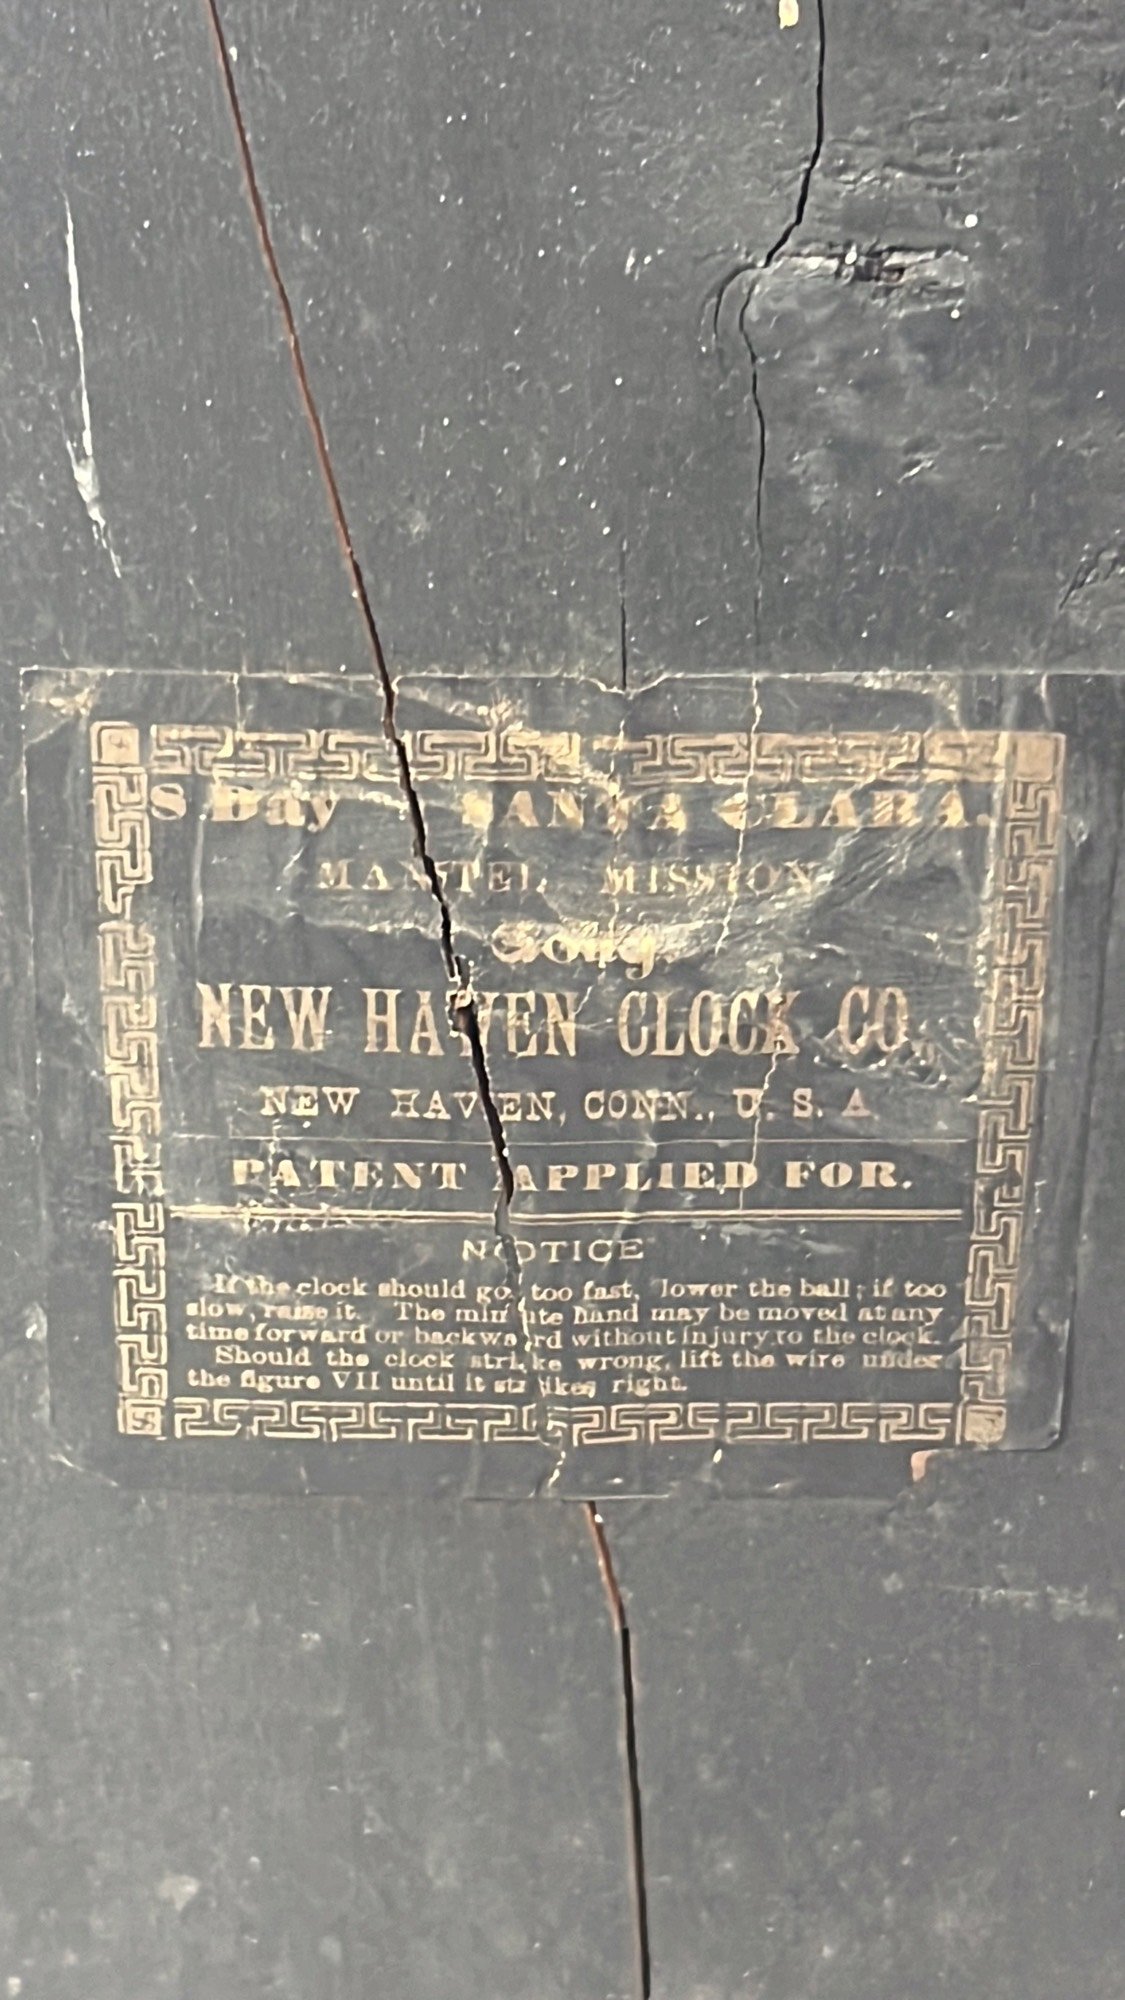 8 Day SANTA CLARA.
MANTEL MISSION
Gong.
NEW HAVEN CLOCK CO.
NEW HAVEN, CONN., U. S. A
PATENT APPLIED FOR.
NOTICE
If the clock should go too fast, lower the ball; if too
slow, raise it. The minute hand may be moved at any
time forward or backward without injury to the clock.
Should the clock strike wrong, lift the wire under
the figure VII until it strikes right.